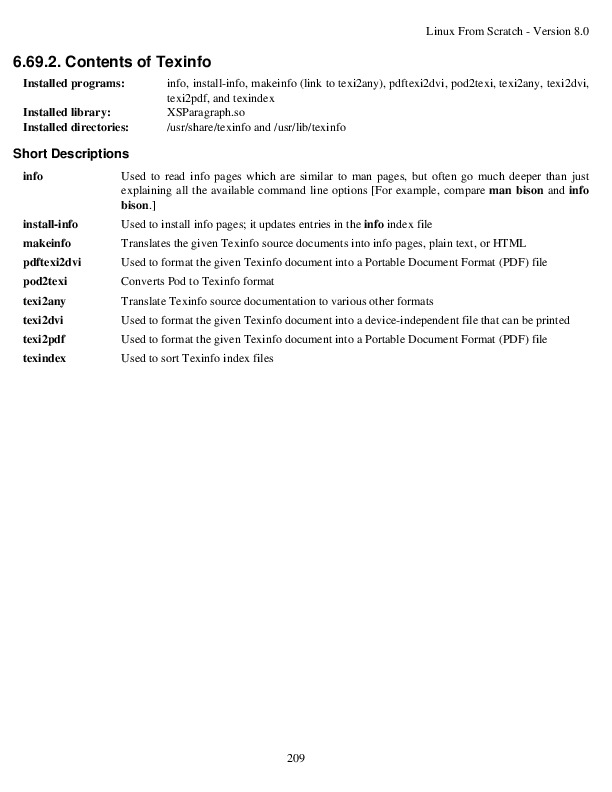 Linux From Scratch - Version 8.0
6.69.2. Contents of Texinfo
Installed programs: info, install-info, makeinfo (link to texi2any), pdftexi2dvi, pod2texi, texi2any, texi2dvi,
texi2pdf, and texindex
Installed library: XSParagraph.so
Installed directories: /usr/share/texinfo and /usr/lib/texinfo
Short Descriptions
info Used to read info pages which are similar to man pages, but often go much deeper than just
explaining all the available command line options [For example, compare man bison and info
bison.]
install-info Used to install info pages; it updates entries in the info index file
makeinfo Translates the given Texinfo source documents into info pages, plain text, or HTML
pdftexi2dvi Used to format the given Texinfo document into a Portable Document Format (PDF) file
pod2texi Converts Pod to Texinfo format
texi2any Translate Texinfo source documentation to various other formats
texi2dvi Used to format the given Texinfo document into a device-independent file that can be printed
texi2pdf Used to format the given Texinfo document into a Portable Document Format (PDF) file
texindex Used to sort Texinfo index files
209